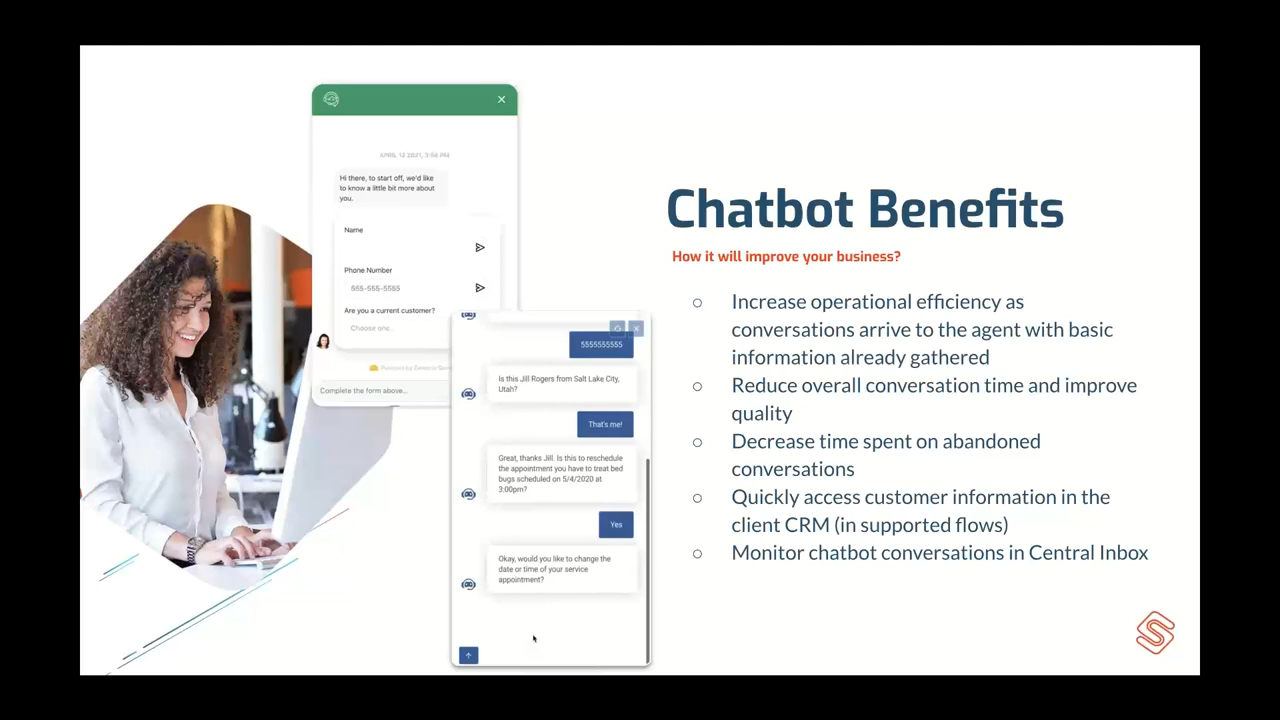 APRIL 12 2021, 3:56 PM
Hi there, to start off, we'd like
to know a little bit more about
you.
Name
Phone Number
555-555-5555
Are you a current customer?
Choose one...
Complete the form above...
5555555555
Is this Jill Rogers from Salt Lake City,
Utah?
That's me!
Great, thanks Jill. Is this to reschedule
the appointment you have to treat bed
bugs scheduled on 5/4/2020 at
3:00pm?
Yes
Okay, would you like to change the
date or time of your service
appointment?
Chatbot Benefits
How it will improve your business?
Increase operational efficiency as
conversations arrive to the agent with basic
information already gathered
Reduce overall conversation time and improve
quality
Decrease time spent on abandoned
conversations
Quickly access customer information in the
client CRM (in supported flows)
Monitor chatbot conversations in Central Inbox